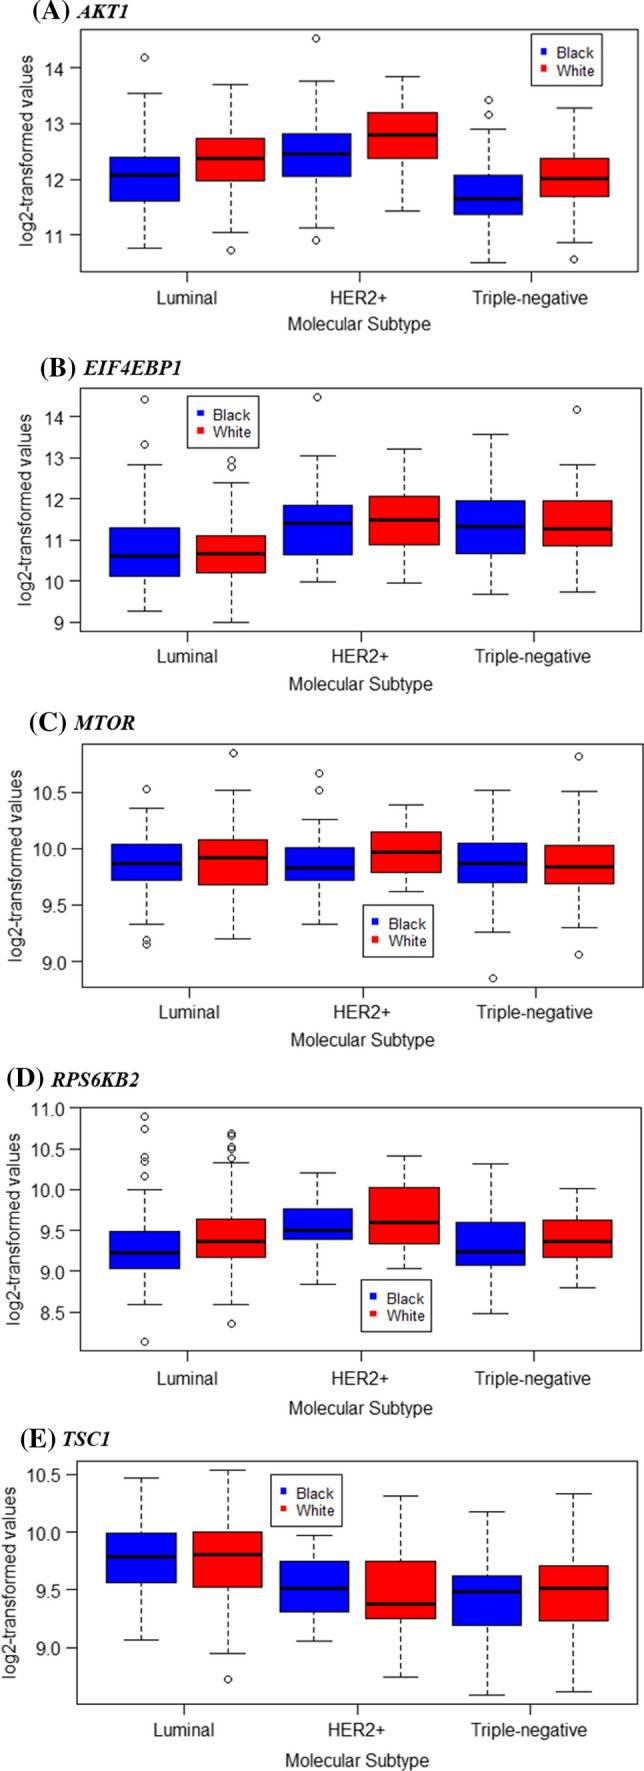 (A) AKT1
log2-transformed values
14
13
12
11
Black
White
Luminal HER2+ Triple-negative
Molecular Subtype
(B) EIF4EBP1
log2-transformed values
14
13
12
11
10
9
Black
White
Luminal HER2+ Triple-negative
Molecular Subtype
(C) MTOR
log2-transformed values
10.5
10.0
9.5
9.0
Black
White
Luminal HER2+ Triple-negative
Molecular Subtype
(D) RPS6KB2
log2-transformed values
11.0
10.5
10.0
9.5
9.0
8.5
Black
White
Luminal HER2+ Triple-negative
Molecular Subtype
(E) TSC1
log2-transformed values
10.5
10.0
9.5
9.0
Black
White
Luminal HER2+ Triple-negative
Molecular Subtype